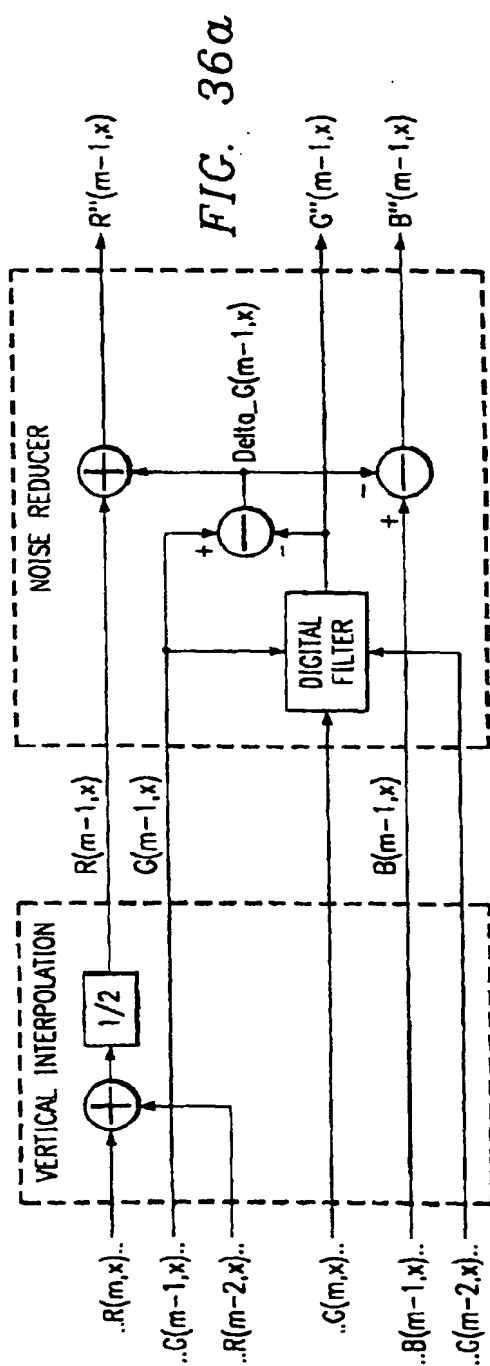 FIG. 36a
VERTICAL INTERPOLATION
NOISE REDUCER
..R(m,x)..
..G(m-1,x)..
..R(m-2,x)..
..G(m,x)..
..B(m-1,x)..
..G(m-2,x)..
1/2
R(m-1,x)
G(m-1,x)
B(m-1,x)
DIGITAL
FILTER
+
-
Delta_G(m-1,x)
-
+
R''(m-1,x)
G''(m-1,x)
B''(m-1,x)